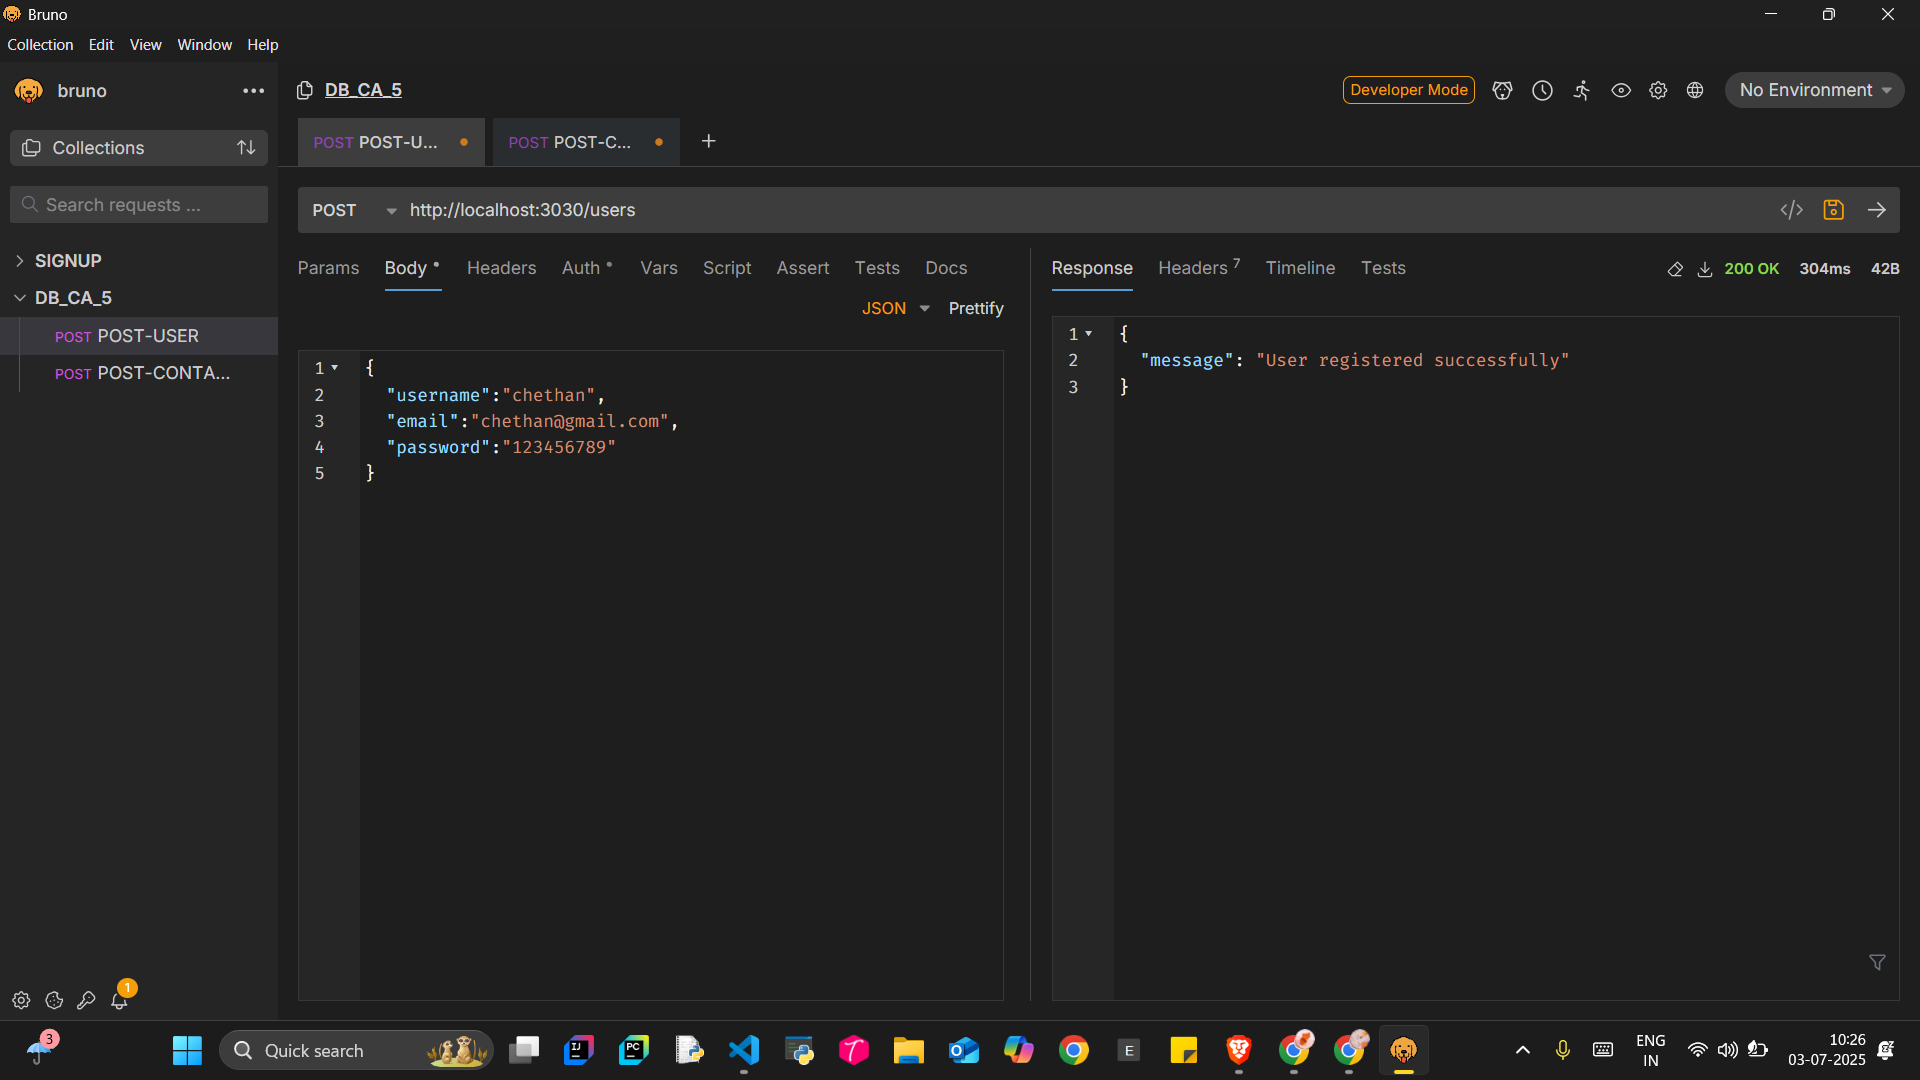 Bruno
Collection Edit View Window Help
bruno
DB_CA_5
Developer Mode
No Environment
Collections
POST POST-U...
POST POST-C...
Search requests ...
POST
http://localhost:3030/users
SIGNUP
DB_CA_5
POST POST-USER
POST POST-CONTA...
Params Body Headers Auth Vars Script Assert Tests Docs
JSON Prettify
1 {
2 "username":"chethan",
3 "email":"chethan@gmail.com",
4 "password":"123456789"
5 }
Response Headers 7 Timeline Tests
200 OK 304ms 42B
1 {
2 "message": "User registered successfully"
3 }
1
3
Quick search
IJ
PC
T
E
ENG
IN
10:26
03-07-2025